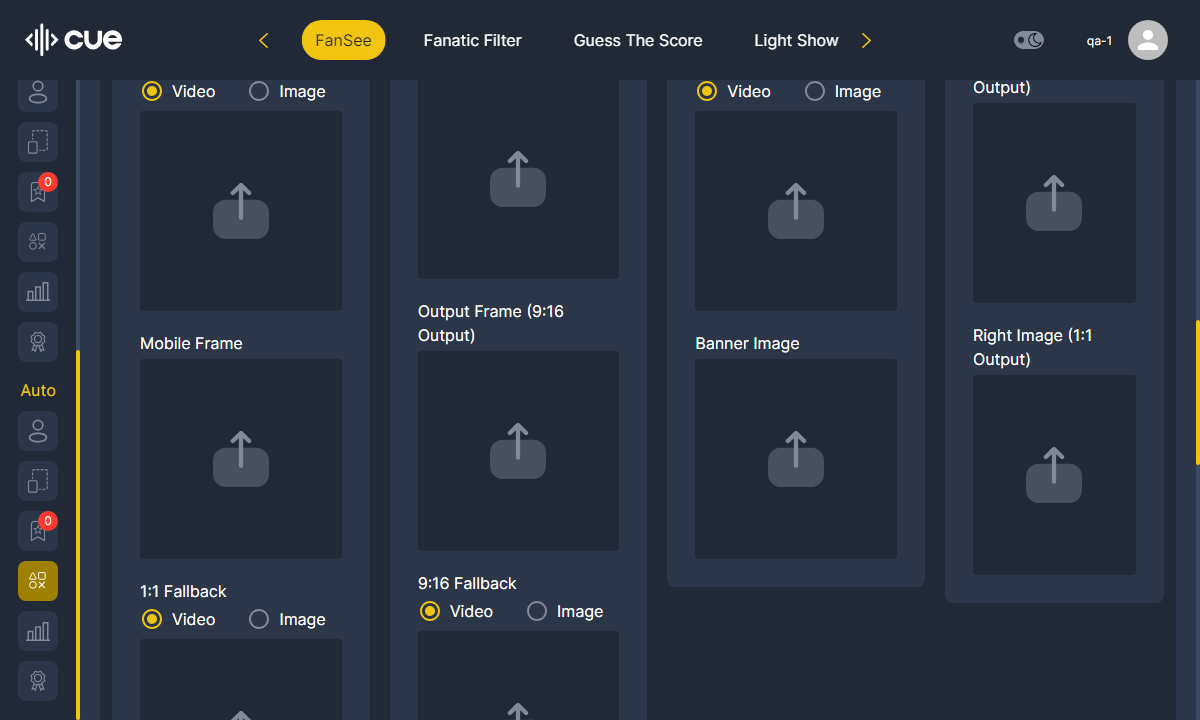 cue
FanSee
Fanatic Filter
Guess The Score
Light Show
qa-1
0
Auto
0
Video
Image
Mobile Frame
1:1 Fallback
Video
Image
Output Frame (9:16
Output)
9:16 Fallback
Video
Image
Video
Image
Banner Image
Output)
Right Image (1:1
Output)